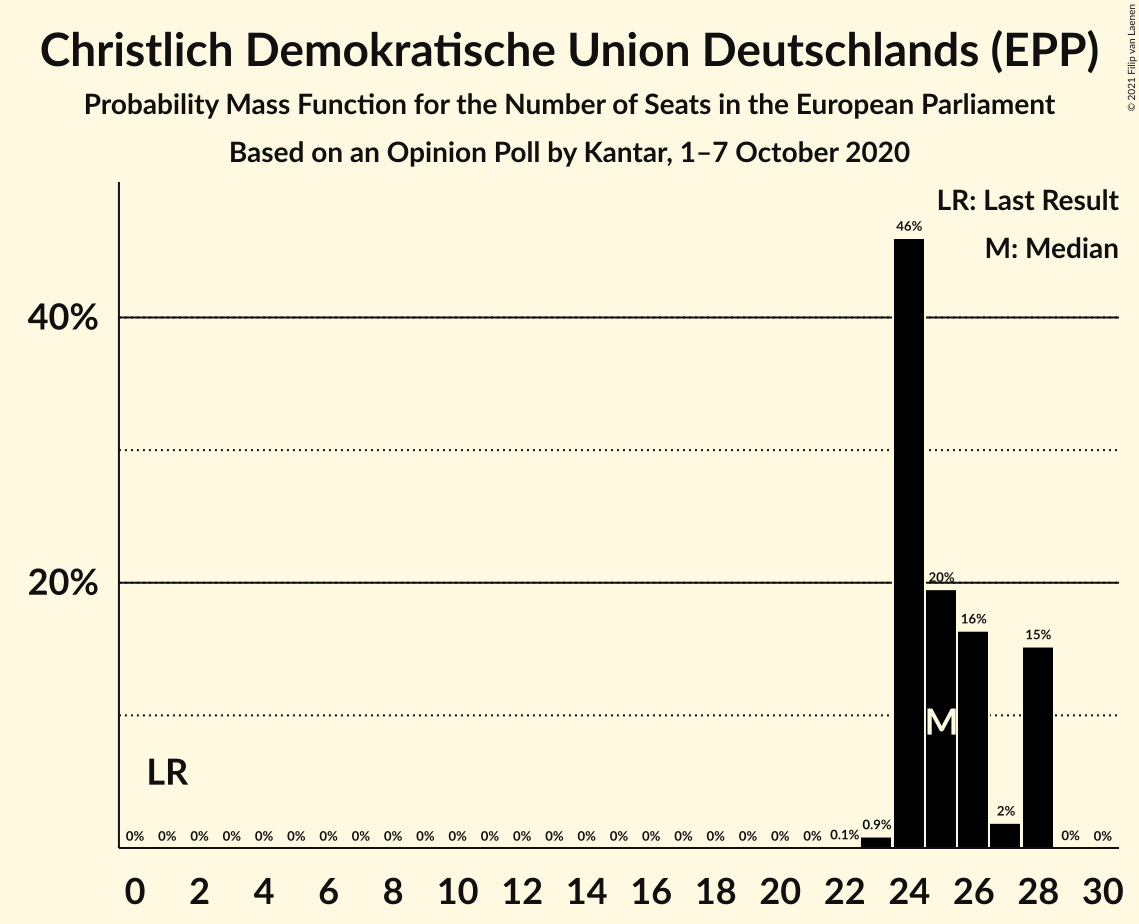 Christlich Demokratische Union Deutschlands (EPP)
Probability Mass Function for the Number of Seats in the European Parliament
Based on an Opinion Poll by Kantar, 1–7 October 2020
© 2021 Filip van Laenen
LR: Last Result
M: Median
46%
40%
20%
20%
16%
15%
M
LR
0% 0% 0% 0% 0% 0% 0% 0% 0% 0% 0% 0% 0% 0% 0% 0% 0% 0% 0% 0% 0% 0% 0.1% 0.9% 2% 0% 0%
0 2 4 6 8 10 12 14 16 18 20 22 24 26 28 30